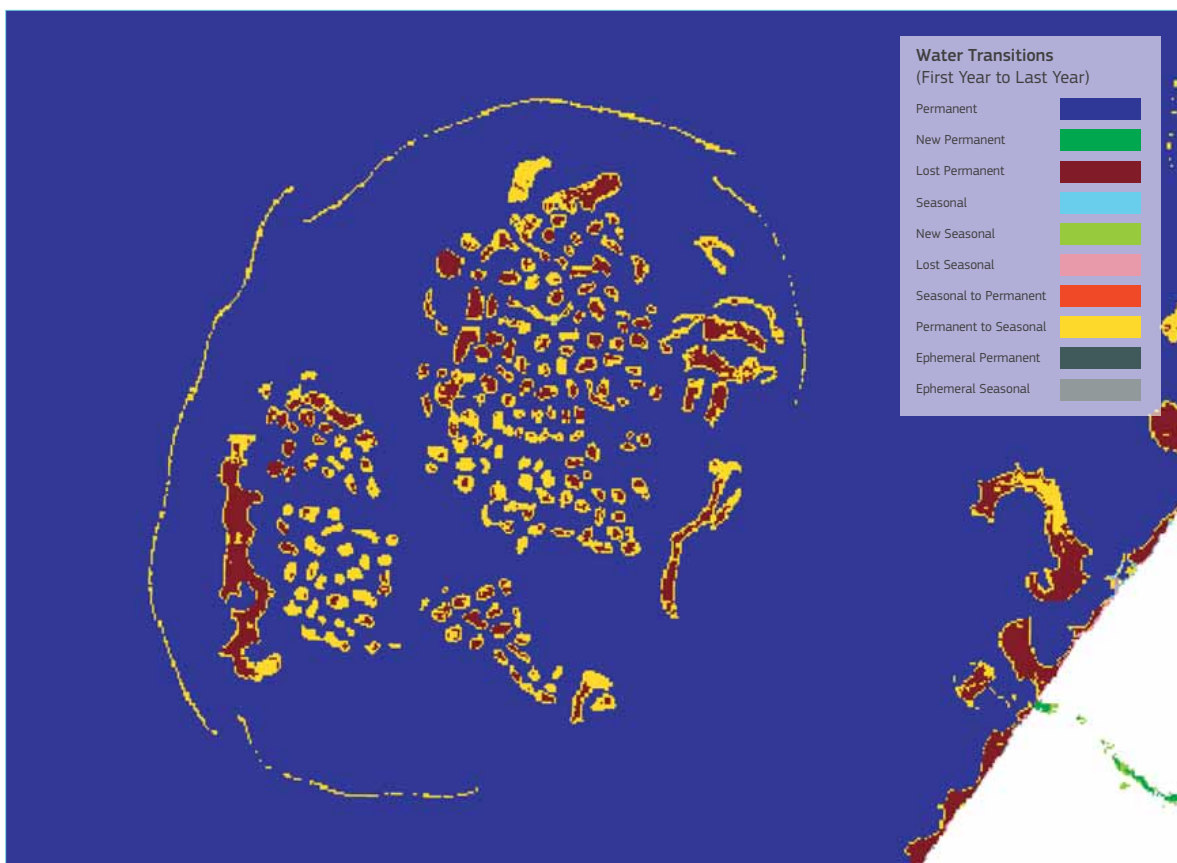 Water Transitions
(First Year to Last Year)
Permanent
New Permanent
Lost Permanent
Seasonal
New Seasonal
Lost Seasonal
Seasonal to Permanent
Permanent to Seasonal
Ephemeral Permanent
Ephemeral Seasonal